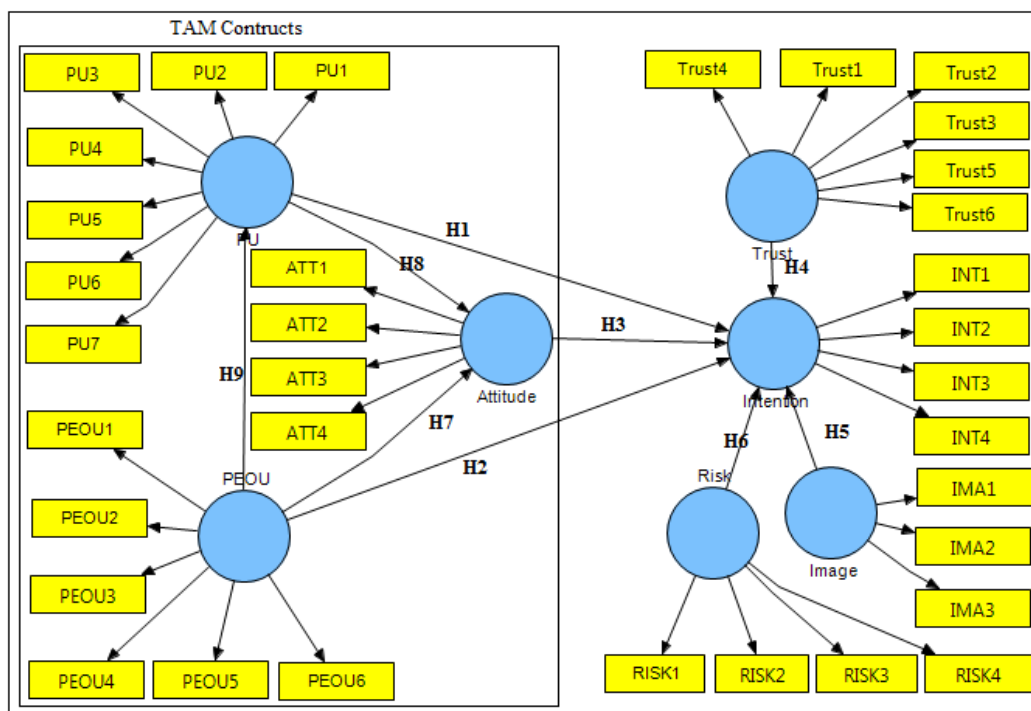 TAM Contructs
PU3
PU2
PU1
PU4
PU5
PU6
PU7
PU
H1
H8
ATT1
ATT2
ATT3
ATT4
Attitude
H3
H9
H7
H2
PEOU1
PEOU
PEOU2
PEOU3
PEOU4
PEOU5
PEOU6
Trust4
Trust1
Trust2
Trust3
Trust5
Trust6
Trust
H4
INT1
INT2
INT3
INT4
Intention
H6
H5
Risk
Image
IMA1
IMA2
IMA3
RISK1
RISK2
RISK3
RISK4